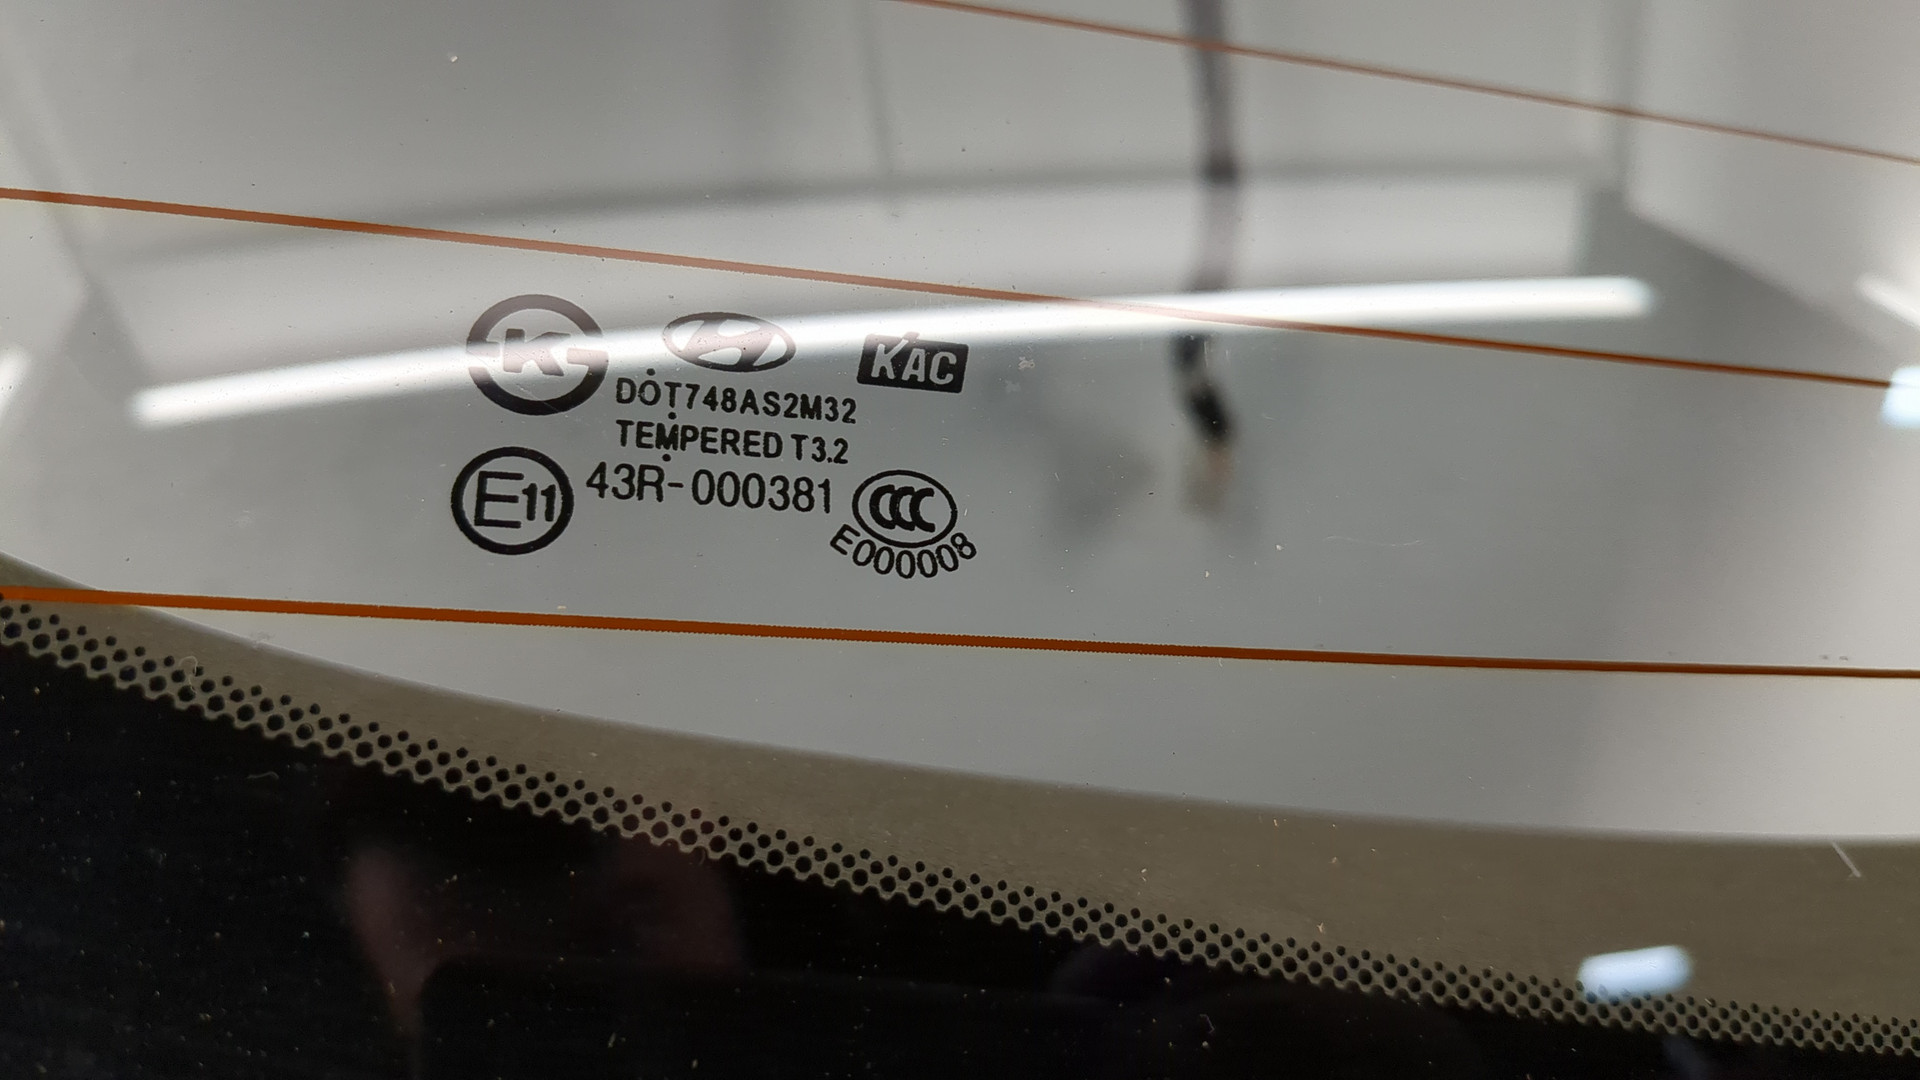 K
KAC
DOT748AS2M32
TEMPERED T3.2
E11 43R-000381 CCC
E000008